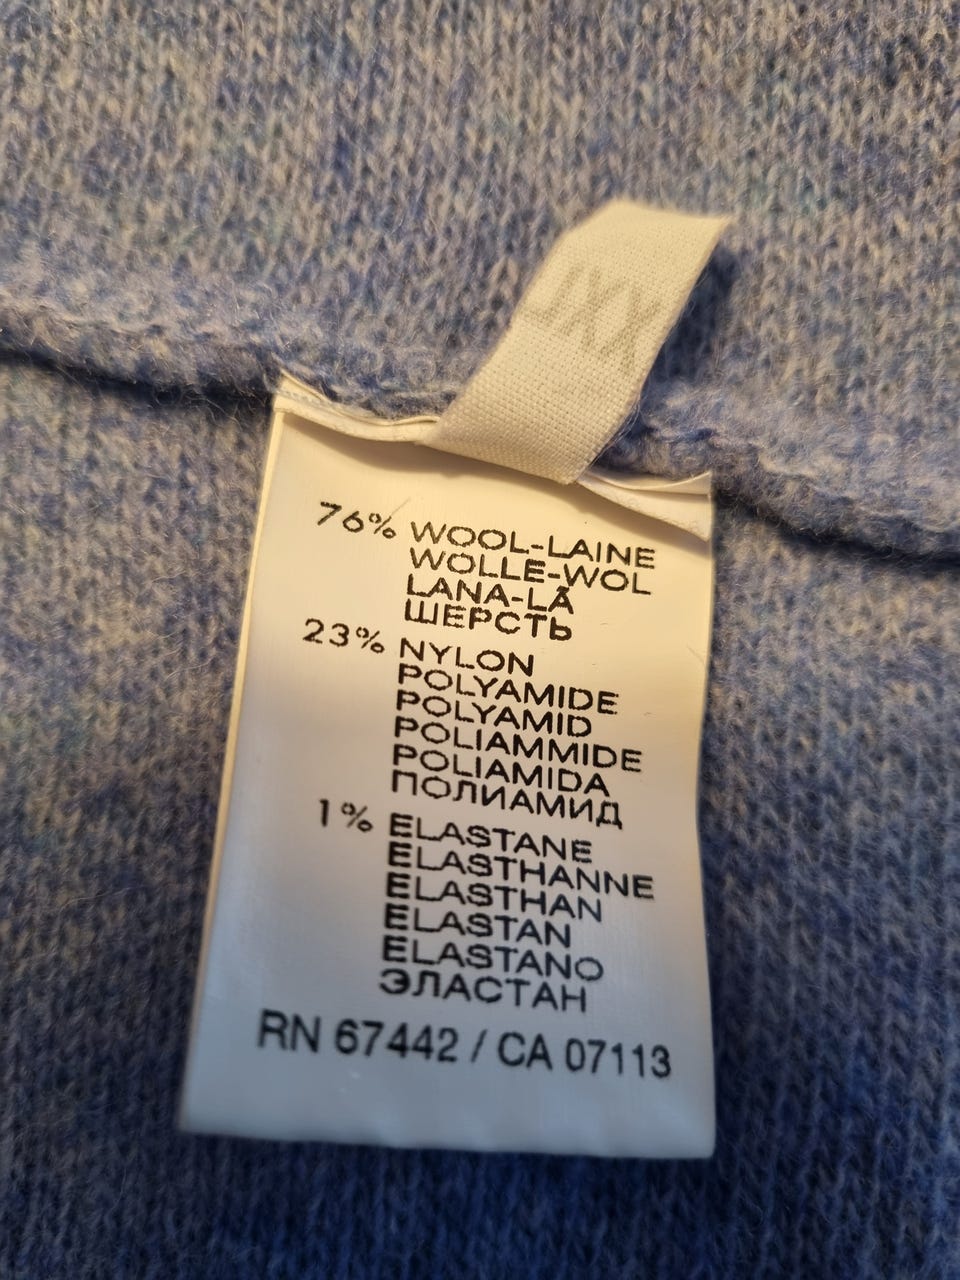 XXL
76% WOOL-LAINE
WOLLE-WOL
LANA-LÃ
ШЕРСТЬ
23% NYLON
POLYAMIDE
POLYAMID
POLIAMMIDE
POLIAMIDA
ПОЛИАМИД
1% ELASTANE
ELASTHANNE
ELASTHAN
ELASTAN
ELASTANO
ЭЛАСТАН
RN 67442 / CA 07113